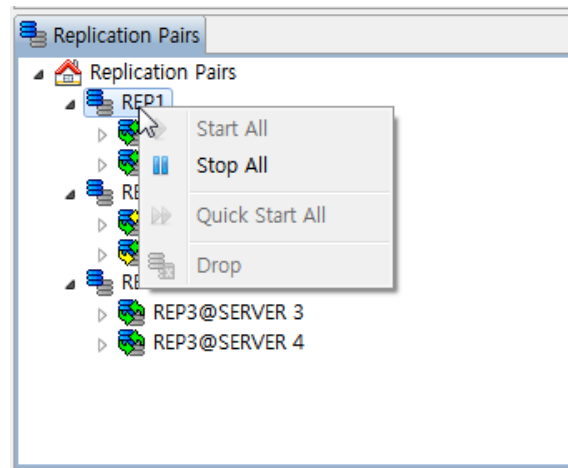 Replication Pairs
Replication Pairs
REP1
Start All
Stop All
Quick Start All
Drop
REP3@SERVER 3
REP3@SERVER 4